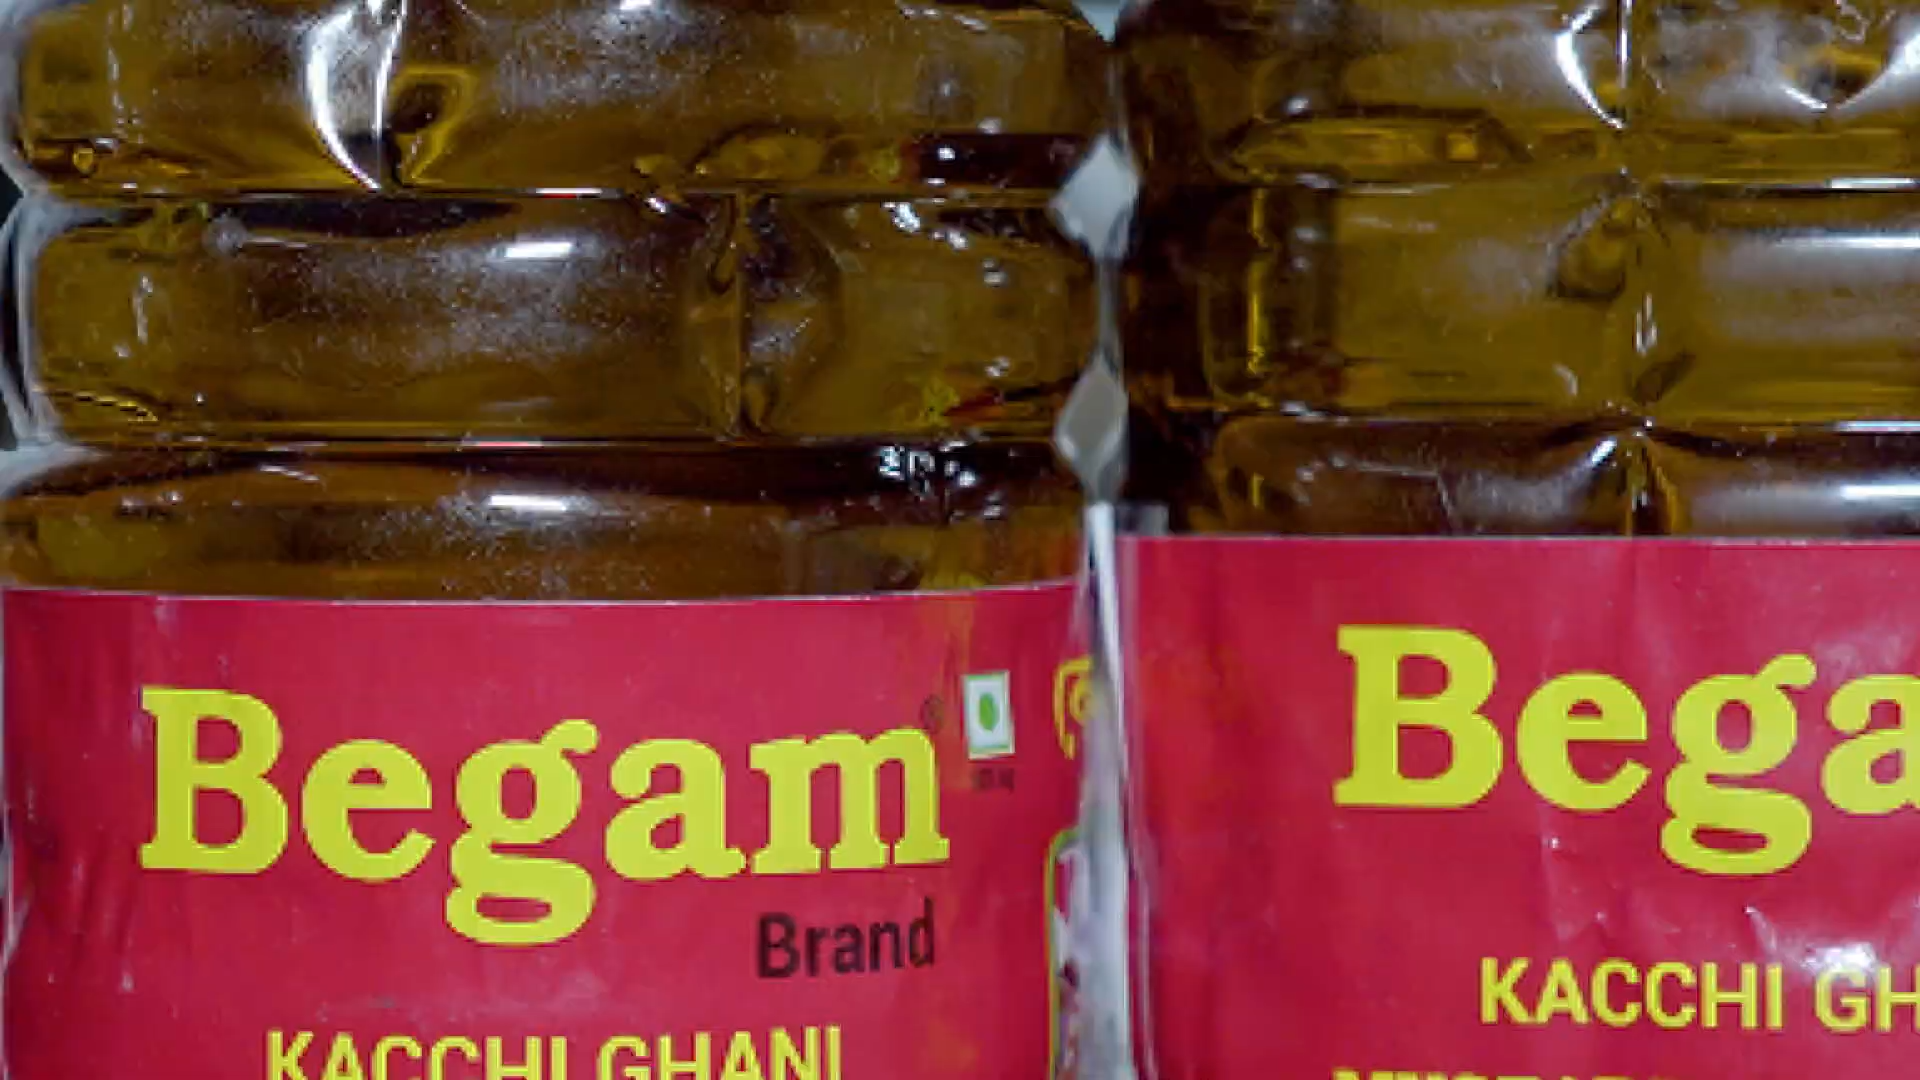 Begam
Brand
KACCHI GHANI
Bega
KACCHI GH